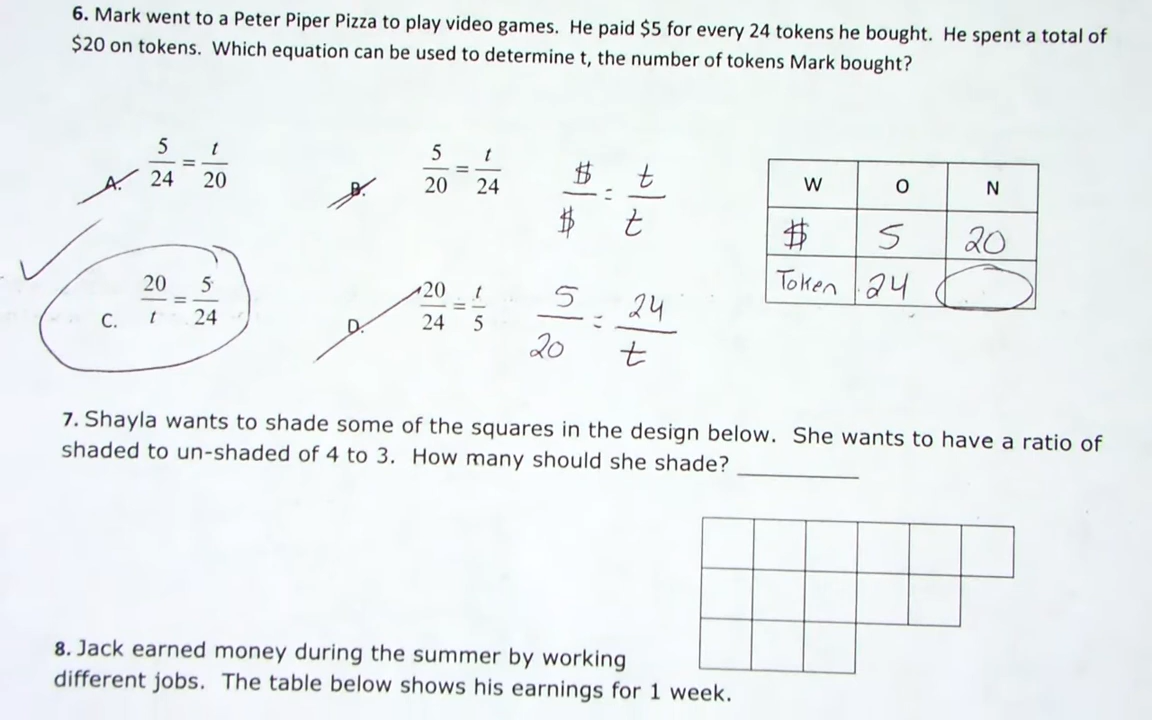 6. Mark went to a Peter Piper Pizza to play video games. He paid $5 for every 24 tokens he bought. He spent a total of
$20 on tokens. Which equation can be used to determine t, the number of tokens Mark bought?
A. 5/24 = t/20
B. 5/20 = t/24
$/$ = t/t
W O N
$ 5 20
Token 24
C. 20/t = 5/24
D. 20/24 = t/5
5/20 = 24/t
7. Shayla wants to shade some of the squares in the design below. She wants to have a ratio of
shaded to un-shaded of 4 to 3. How many should she shade? __________
8. Jack earned money during the summer by working
different jobs. The table below shows his earnings for 1 week.